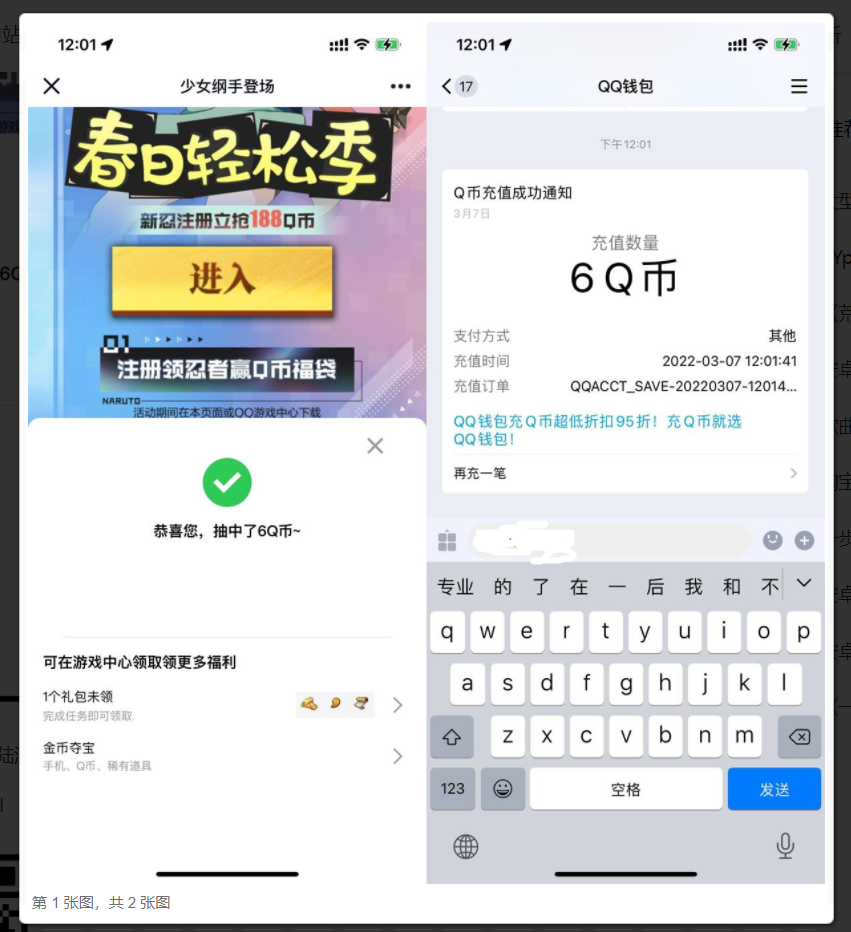 12:01
少女纲手登场
春日轻松季
新忍注册立抢188Q币
进入
01
注册领忍者赢Q币福袋
NARUTO
活动期间在本页面或QQ游戏中心下载
恭喜您，抽中了6Q币~
可在游戏中心领取领更多福利
1个礼包未领
完成任务即可领取
金币夺宝
手机、Q币、稀有道具
12:01
17
QQ钱包
下午12:01
Q币充值成功通知
3月7日
充值数量
6Q币
支付方式 其他
充值时间 2022-03-07 12:01:41
充值订单 QQACCT_SAVE-20220307-12014...
QQ钱包充Q币超低折扣95折！充Q币就选
QQ钱包！
再充一笔
专业 的 了 在 一 后 我 和 不
q w e r t y u i o p
a s d f g h j k l
z x c v b n m
123 空格 发送
第1张图，共2张图